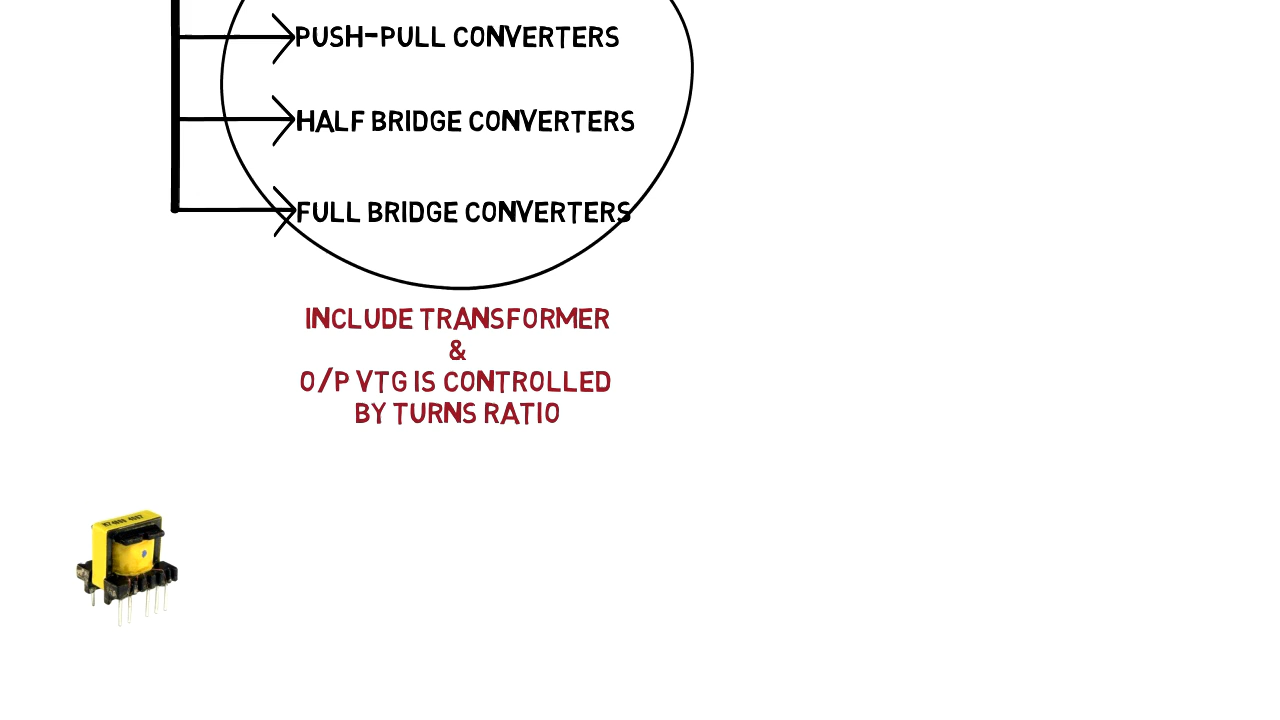 PUSH-PULL CONVERTERS
HALF BRIDGE CONVERTERS
FULL BRIDGE CONVERTERS
INCLUDE TRANSFORMER
&
O/P VTG IS CONTROLLED
BY TURNS RATIO